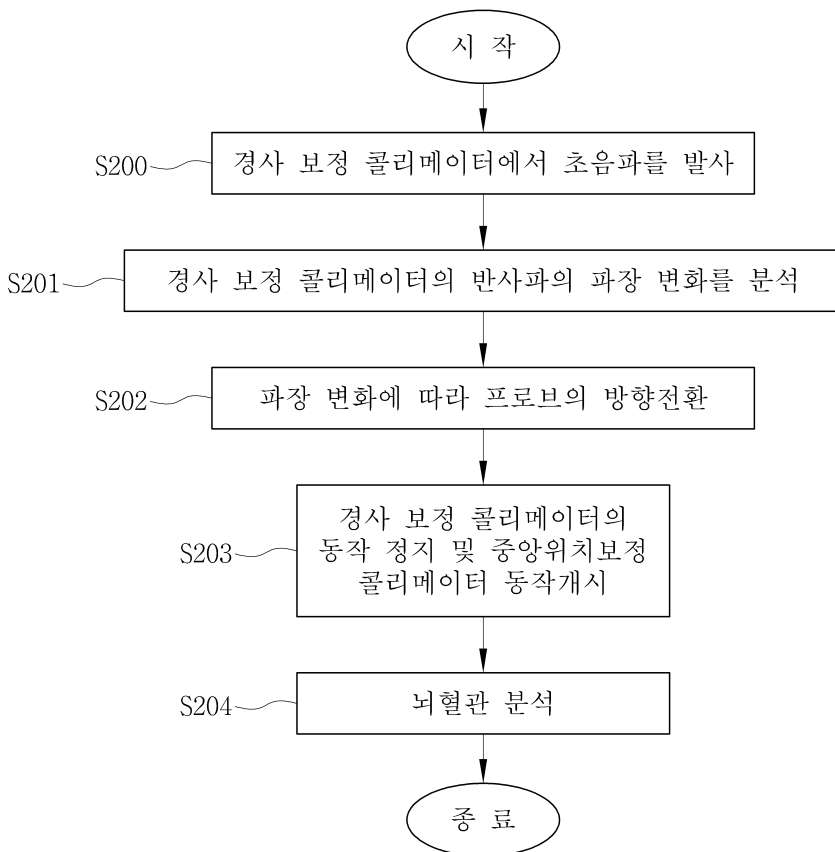 시 작
S200 경사 보정 콜리메이터에서 초음파를 발사
S201 경사 보정 콜리메이터의 반사파의 파장 변화를 분석
S202 파장 변화에 따라 프로브의 방향전환
경사 보정 콜리메이터의
S203 동작 정지 및 중앙위치보정
콜리메이터 동작개시
S204 뇌혈관 분석
종 료